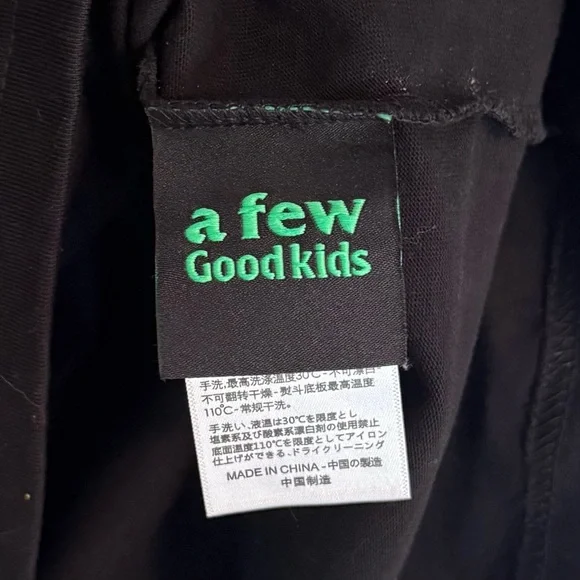 a few
Good kids
手洗,最高洗涤温度30℃-不可漂白-
不可翻转干燥-熨斗底板最高温度
110℃-常规干洗。
手洗い、液温は30℃を限度とし
塩素系及び酸素系漂白剤の使用禁止
底面温度110℃を限度としてアイロン
仕上げができる、ドライクリーニング
MADE IN CHINA - 中国の製造
中国制造